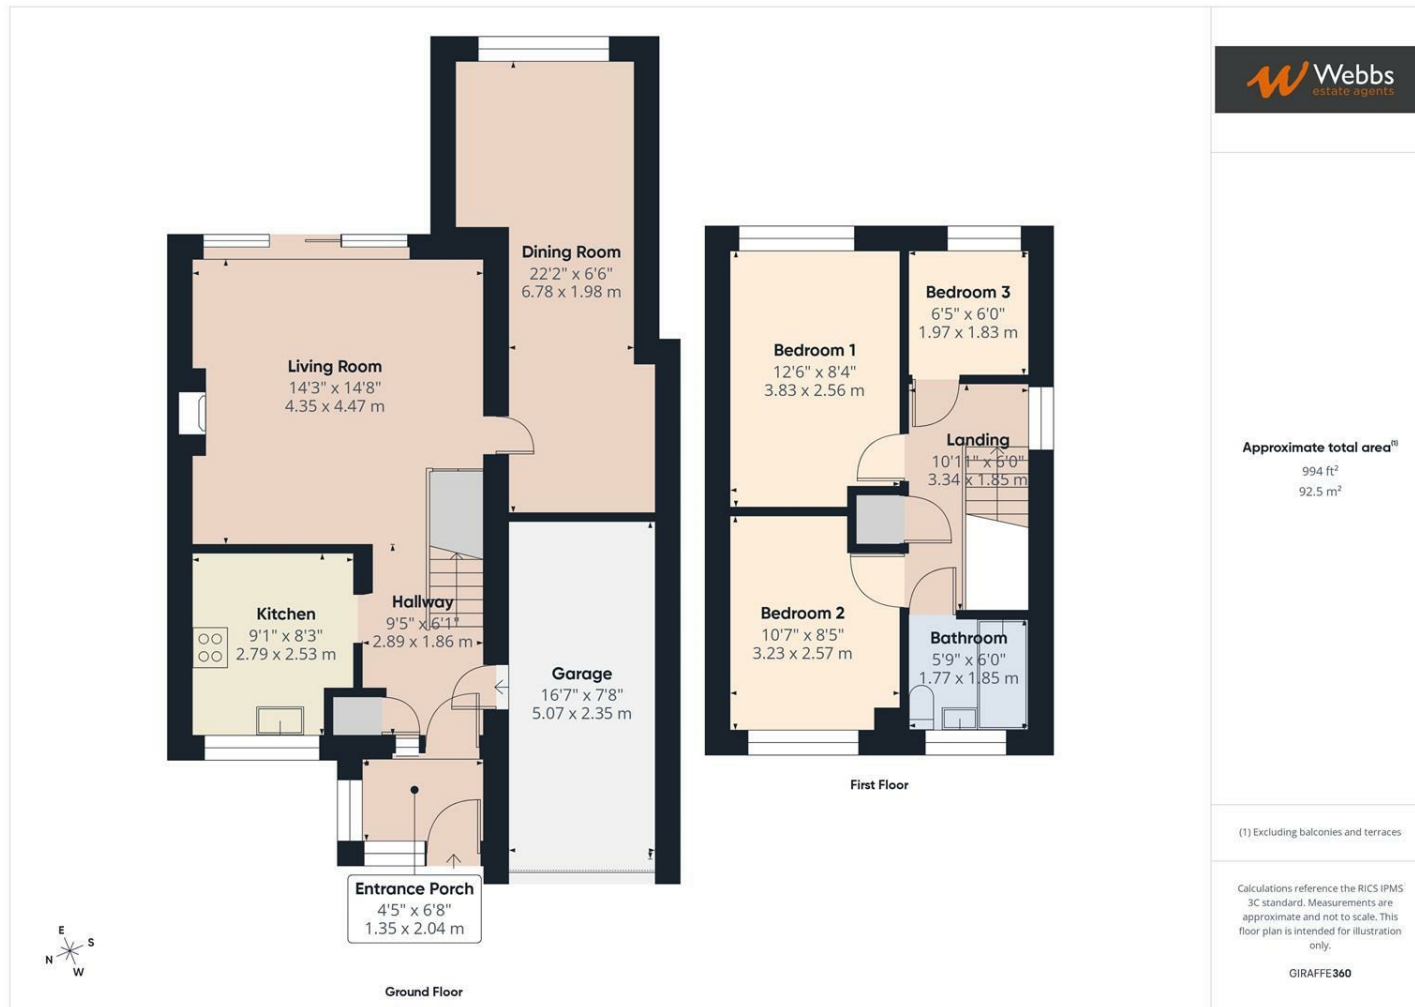 Webbs
estate agents
Dining Room
22'2" x 6'6"
6.78 x 1.98 m
Living Room
14'3" x 14'8"
4.35 x 4.47 m
Kitchen
9'1" x 8'3"
2.79 x 2.53 m
Hallway
9'5" x 6'1"
2.89 x 1.86 m
Garage
16'7" x 7'8"
5.07 x 2.35 m
Entrance Porch
4'5" x 6'8"
1.35 x 2.04 m
Ground Floor
Bedroom 1
12'6" x 8'4"
3.83 x 2.56 m
Bedroom 3
6'5" x 6'0"
1.97 x 1.83 m
Landing
10'11" x 6'0"
3.34 x 1.85 m
Bedroom 2
10'7" x 8'5"
3.23 x 2.57 m
Bathroom
5'9" x 6'0"
1.77 x 1.85 m
First Floor
E
S
N
W
Approximate total area(1)
994 ft²
92.5 m²
(1) Excluding balconies and terraces
Calculations reference the RICS IPMS
3C standard. Measurements are
approximate and not to scale. This
floor plan is intended for illustration
only.
GIRAFFE360